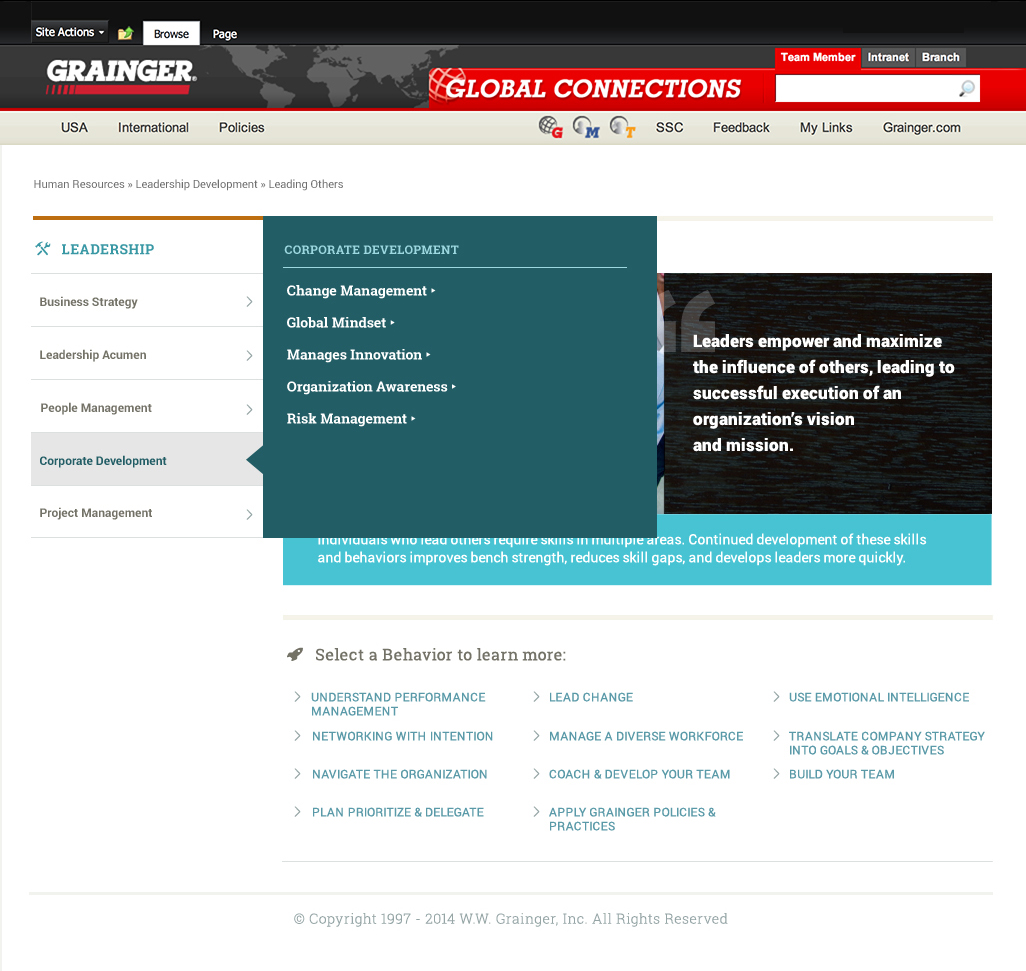 Site Actions
Browse
Page
GRAINGER®
GLOBAL CONNECTIONS
Team Member
Intranet
Branch
USA
International
Policies
G
M
T
SSC
Feedback
My Links
Grainger.com
Human Resources » Leadership Development » Leading Others
LEADERSHIP
Business Strategy
Leadership Acumen
People Management
Corporate Development
Project Management
CORPORATE DEVELOPMENT
Change Management
Global Mindset
Manages Innovation
Organization Awareness
Risk Management
“
Leaders empower and maximize
the influence of others, leading to
successful execution of an
organization’s vision
and mission.
Individuals who lead others require skills in multiple areas. Continued development of these skills
and behaviors improves bench strength, reduces skill gaps, and develops leaders more quickly.
Select a Behavior to learn more:
UNDERSTAND PERFORMANCE
MANAGEMENT
NETWORKING WITH INTENTION
NAVIGATE THE ORGANIZATION
PLAN PRIORITIZE & DELEGATE
LEAD CHANGE
MANAGE A DIVERSE WORKFORCE
COACH & DEVELOP YOUR TEAM
APPLY GRAINGER POLICIES &
PRACTICES
USE EMOTIONAL INTELLIGENCE
TRANSLATE COMPANY STRATEGY
INTO GOALS & OBJECTIVES
BUILD YOUR TEAM
© Copyright 1997 - 2014 W.W. Grainger, Inc. All Rights Reserved